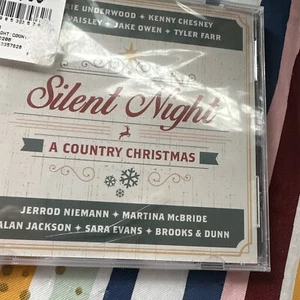 RIE UNDERWOOD ✦ KENNY CHESNEY
PAISLEY ✦ JAKE OWEN ✦ TYLER FARR
Silent Night
A COUNTRY CHRISTMAS
JERROD NIEMANN ✦ MARTINA McBRIDE
ALAN JACKSON ✦ SARA EVANS ✦ BROOKS & DUNN